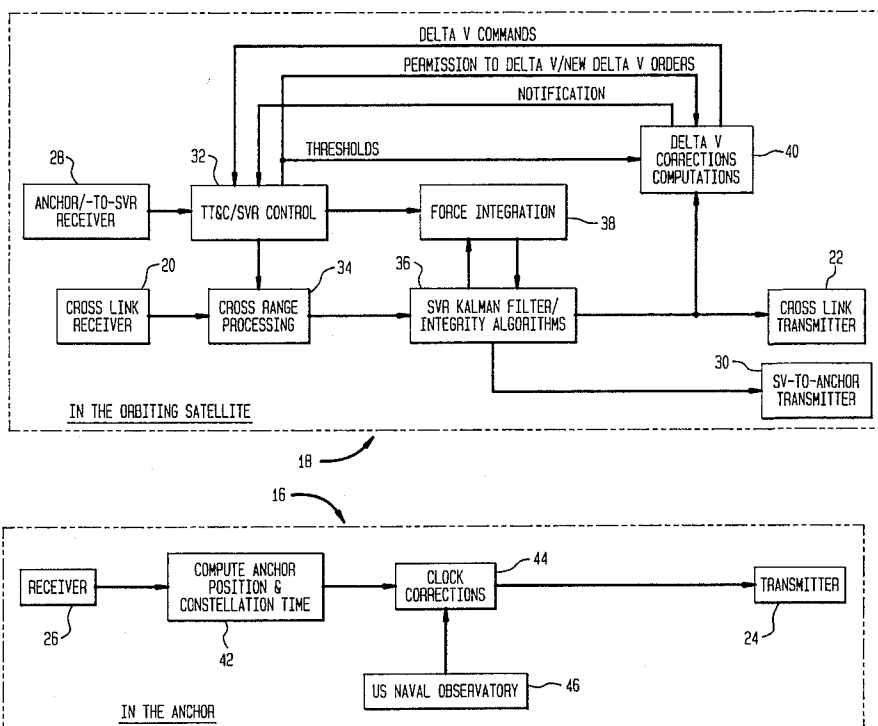 DELTA V COMMANDS
PERMISSION TO DELTA V/NEW DELTA V ORDERS
NOTIFICATION
THRESHOLDS
28
32
40
DELTA V
CORRECTIONS
COMPUTATIONS
ANCHOR/-TO-SVR
RECEIVER
TT&C/SVR CONTROL
FORCE INTEGRATION
38
20
34
36
22
CROSS LINK
RECEIVER
CROSS RANGE
PROCESSING
SVR KALMAN FILTER/
INTEGRITY ALGORITHMS
CROSS LINK
TRANSMITTER
30
SV-TO-ANCHOR
TRANSMITTER
IN THE ORBITING SATELLITE
18
16
RECEIVER
26
COMPUTE ANCHOR
POSITION &
CONSTELLATION TIME
42
44
CLOCK
CORRECTIONS
TRANSMITTER
24
US NAVAL OBSERVATORY
46
IN THE ANCHOR